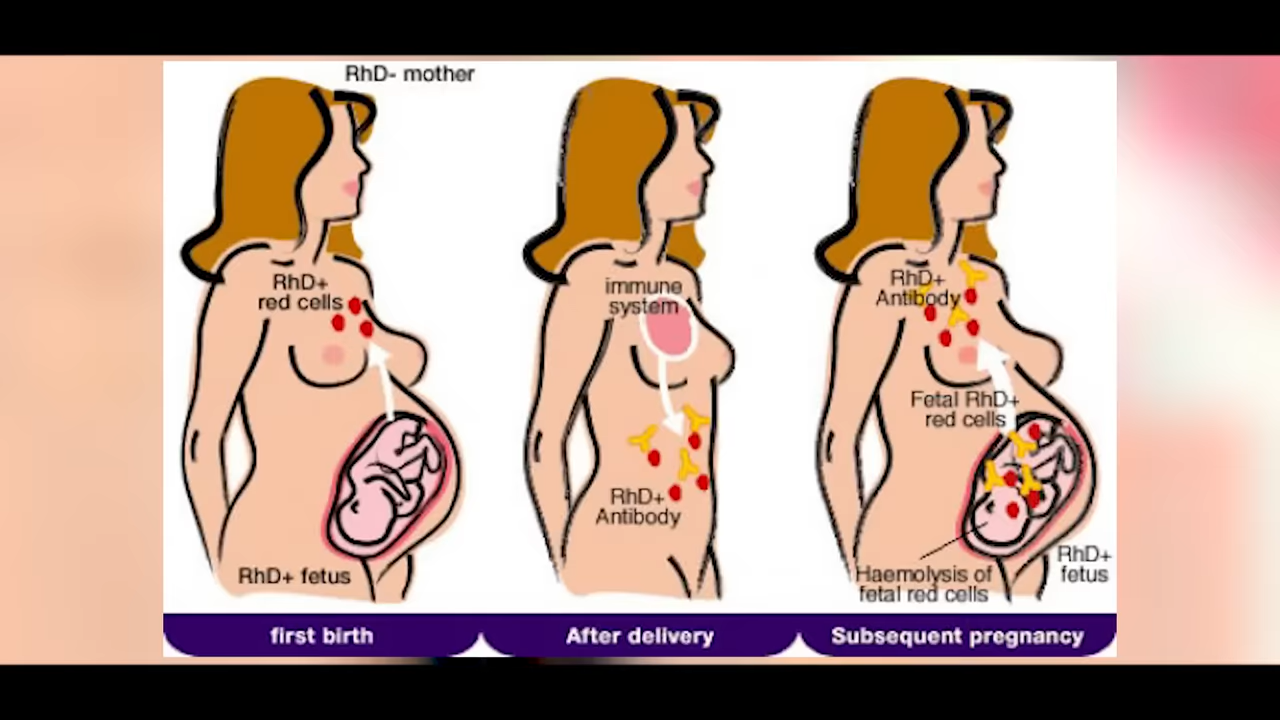 RhD- mother
RhD+
red cells
RhD+ fetus
first birth
immune
system
RhD+
Antibody
After delivery
RhD+
Antibody
Fetal RhD+
red cells
Haemolysis of
fetal red cells
RhD+
fetus
Subsequent pregnancy